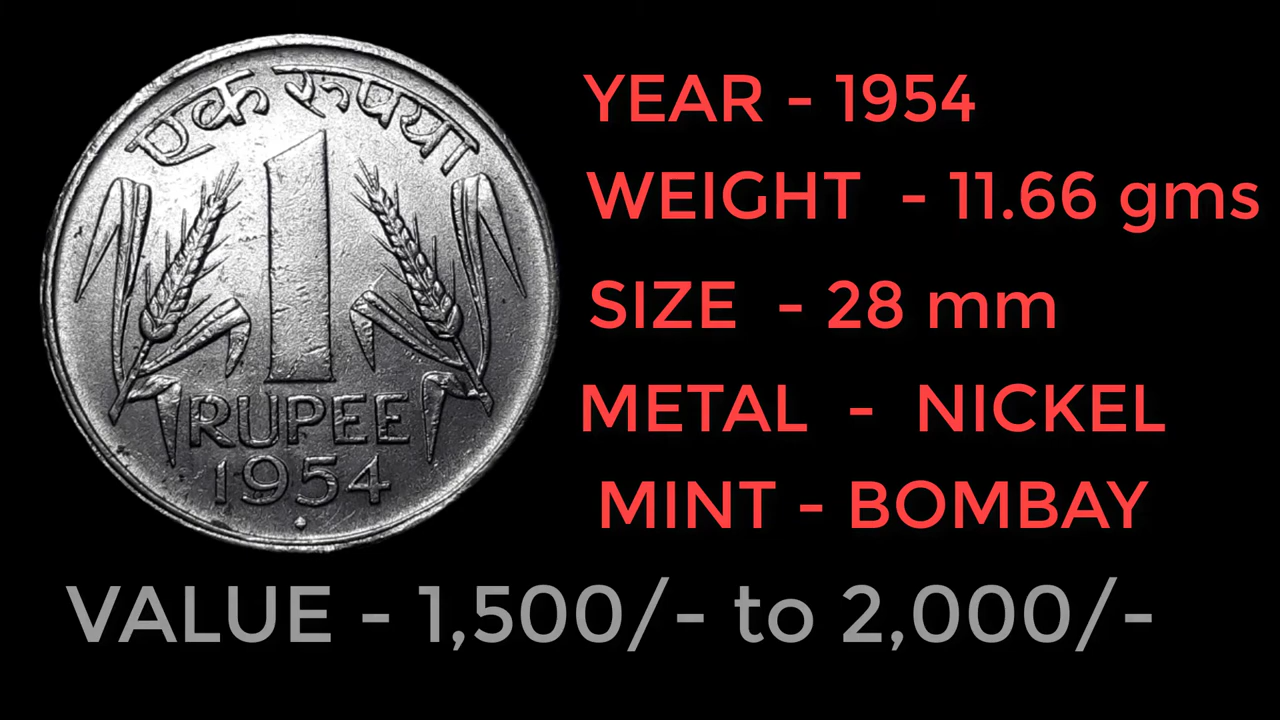 एक रुपया
1
RUPEE
1954
YEAR - 1954
WEIGHT - 11.66 gms
SIZE - 28 mm
METAL - NICKEL
MINT - BOMBAY
VALUE - 1,500/- to 2,000/-